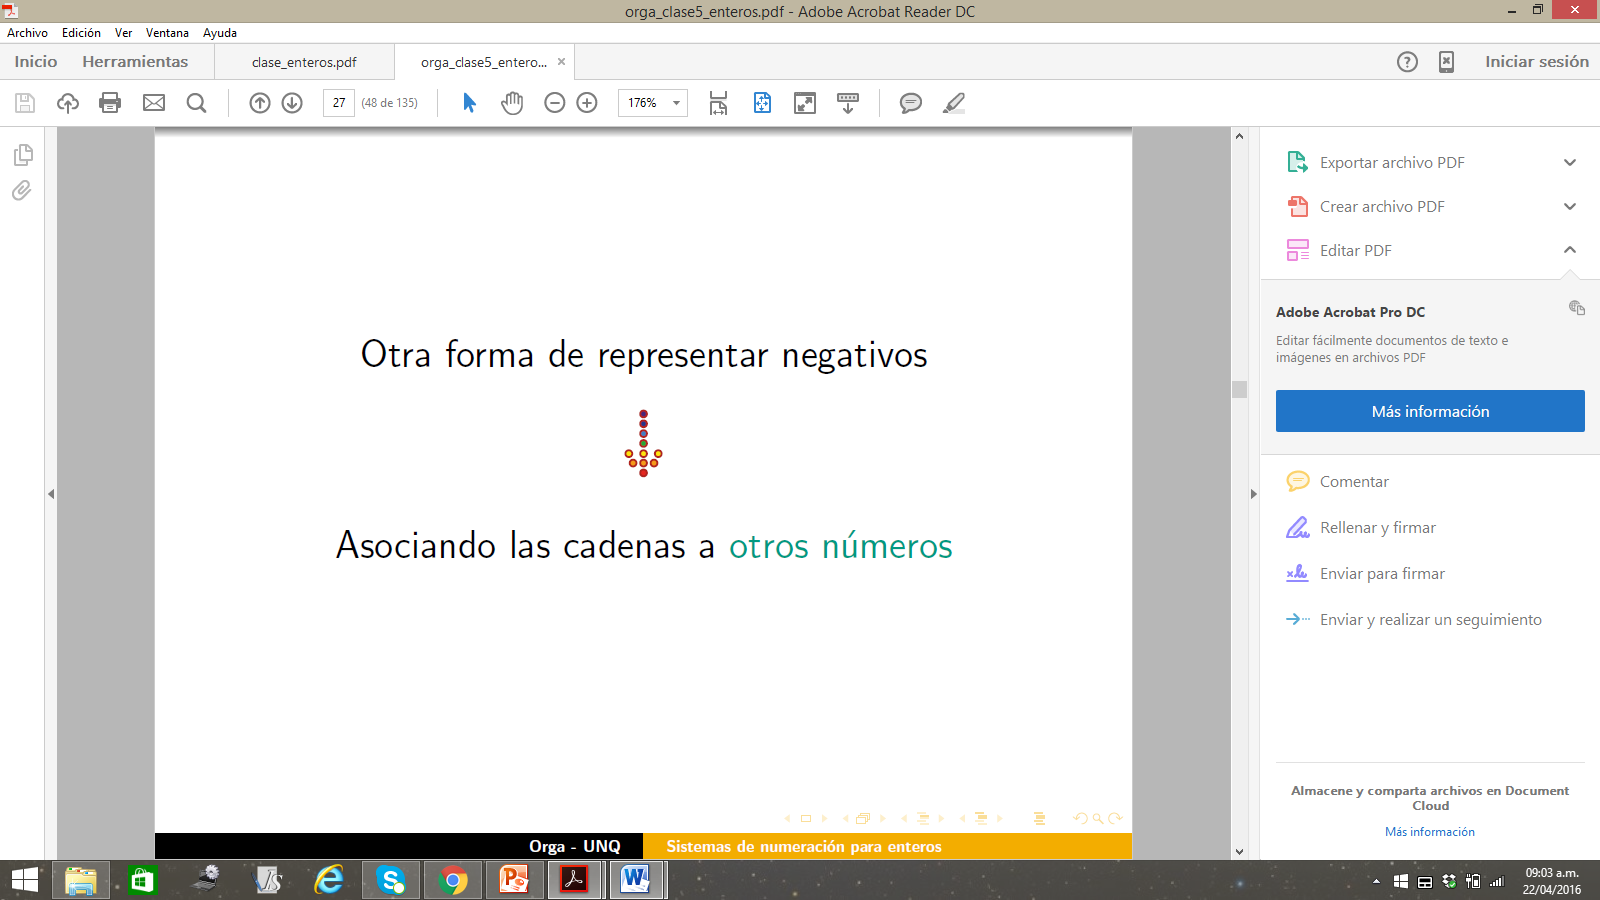 orga_clase5_enteros.pdf - Adobe Acrobat Reader DC
Archivo Edición Ver Ventana Ayuda
Inicio Herramientas clase_enteros.pdf orga_clase5_entero... × Iniciar sesión
27 (48 de 135) 176%
Exportar archivo PDF
Crear archivo PDF
Editar PDF
Adobe Acrobat Pro DC
Editar fácilmente documentos de texto e
imágenes en archivos PDF
Más información
Comentar
Rellenar y firmar
Enviar para firmar
Enviar y realizar un seguimiento
Almacene y comparta archivos en Document
Cloud
Más información
Otra forma de representar negativos
Asociando las cadenas a otros números
Orga - UNQ Sistemas de numeración para enteros
09:03 a.m.
22/04/2016